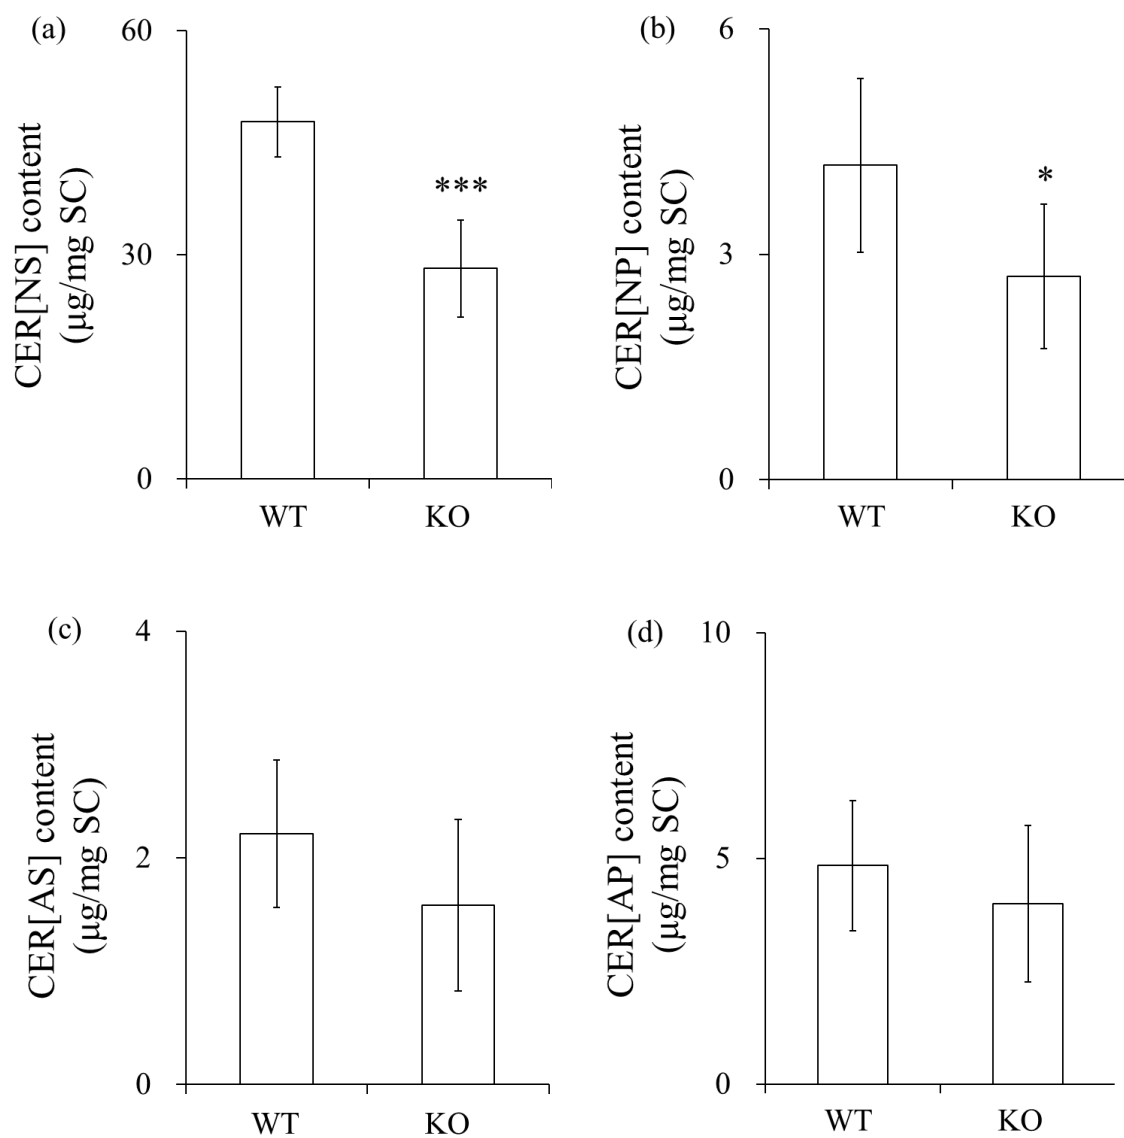 (a)
CER[NS] content
(µg/mg SC)
60
30
0
***
WT KO
(b)
CER[NP] content
(µg/mg SC)
6
3
0
*
WT KO
(c)
CER[AS] content
(µg/mg SC)
4
2
0
WT KO
(d)
CER[AP] content
(µg/mg SC)
10
5
0
WT KO